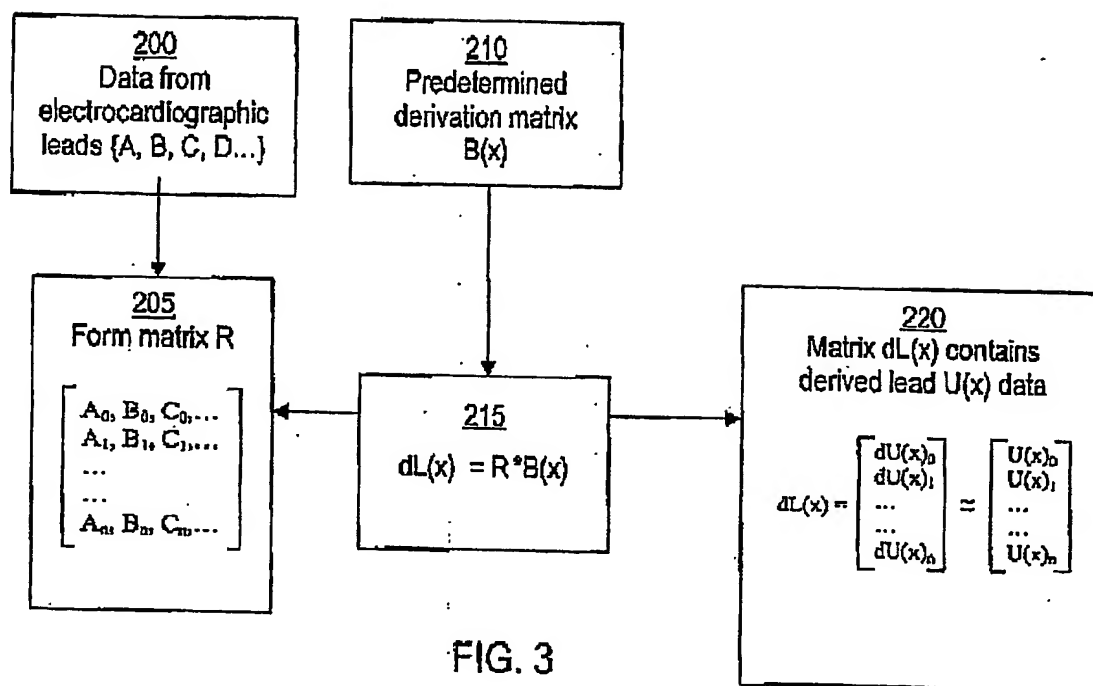 200
Data from
electrocardiographic
leads {A, B, C, D...}
210
Predetermined
derivation matrix
B(x)
205
Form matrix R
A₀, B₀, C₀,...
A₁, B₁, C₁,...
...
...
Aₙ, Bₙ, Cₙ,...
215
dL(x) = R*B(x)
220
Matrix dL(x) contains
derived lead U(x) data
dL(x) = dU(x)₀ ≈ U(x)₀
dU(x)₁ U(x)₁
... ...
... ...
dU(x)ₙ U(x)ₙ
FIG. 3